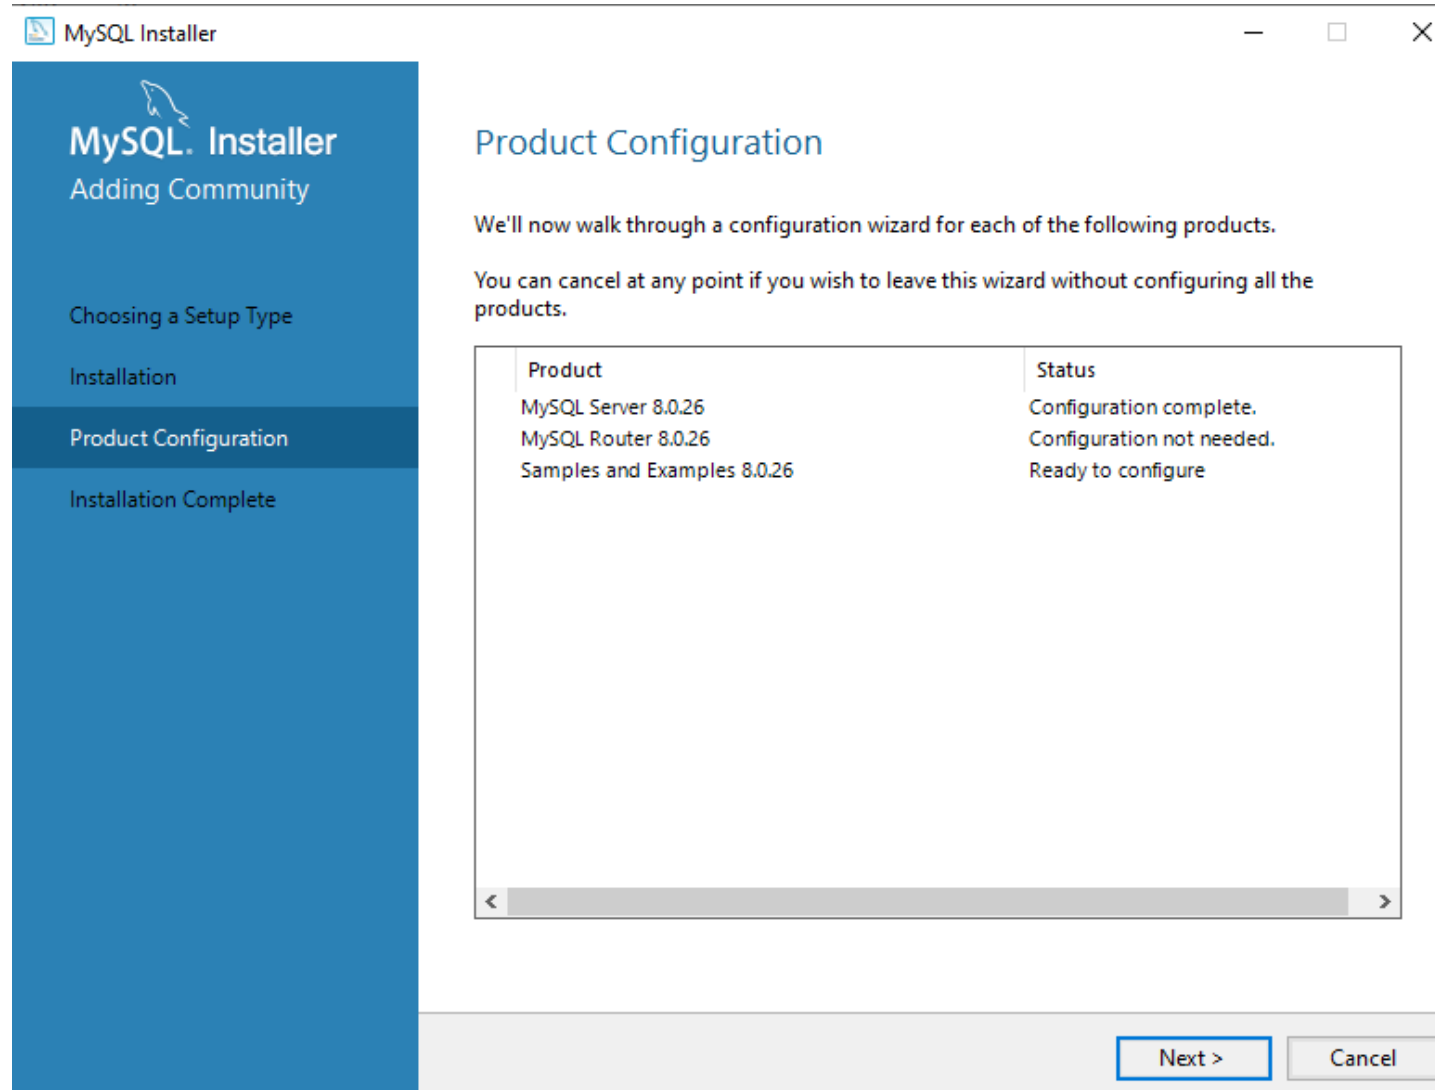 MySQL Installer
MySQL. Installer
Adding Community
Choosing a Setup Type
Installation
Product Configuration
Installation Complete
Product Configuration
We'll now walk through a configuration wizard for each of the following products.
You can cancel at any point if you wish to leave this wizard without configuring all the
products.
Product Status
MySQL Server 8.0.26 Configuration complete.
MySQL Router 8.0.26 Configuration not needed.
Samples and Examples 8.0.26 Ready to configure
Next > Cancel